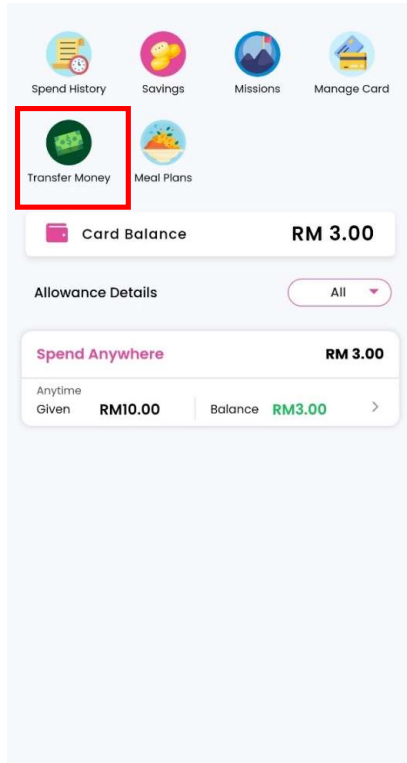 Spend History Savings Missions Manage Card
Transfer Money Meal Plans
Card Balance RM 3.00
Allowance Details All
Spend Anywhere RM 3.00
Anytime
Given RM10.00 Balance RM3.00